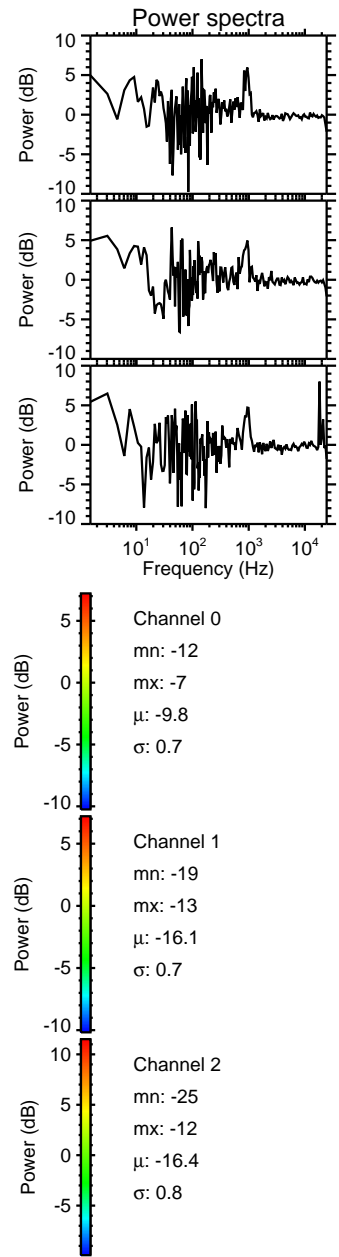 Power spectra
10
5
0
-5
-10
Power (dB)
10
5
0
-5
-10
Power (dB)
10
5
0
-5
-10
Power (dB)
10¹ 10² 10³ 10⁴
Frequency (Hz)
5
0
-5
-10
Power (dB)
Channel 0
mn: -12
mx: -7
μ: -9.8
σ: 0.7
5
0
-5
-10
Power (dB)
Channel 1
mn: -19
mx: -13
μ: -16.1
σ: 0.7
10
5
0
-5
Power (dB)
Channel 2
mn: -25
mx: -12
μ: -16.4
σ: 0.8